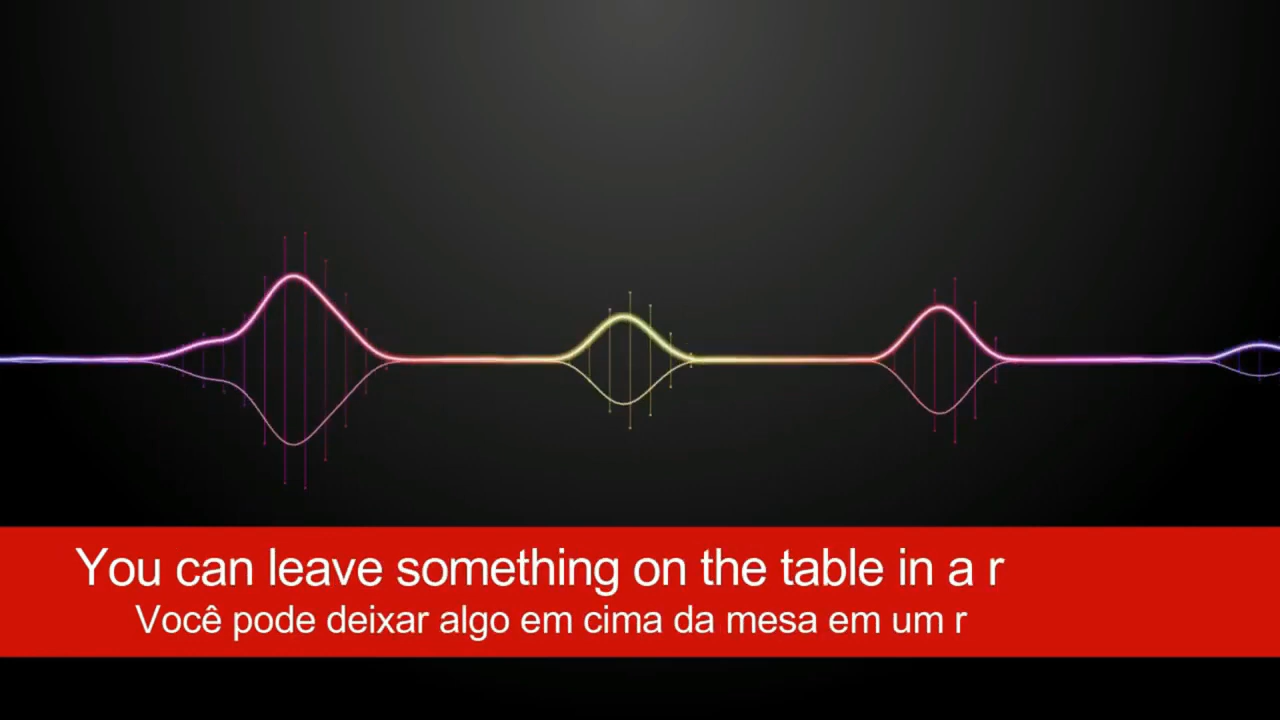 You can leave something on the table in a r
Você pode deixar algo em cima da mesa em um r